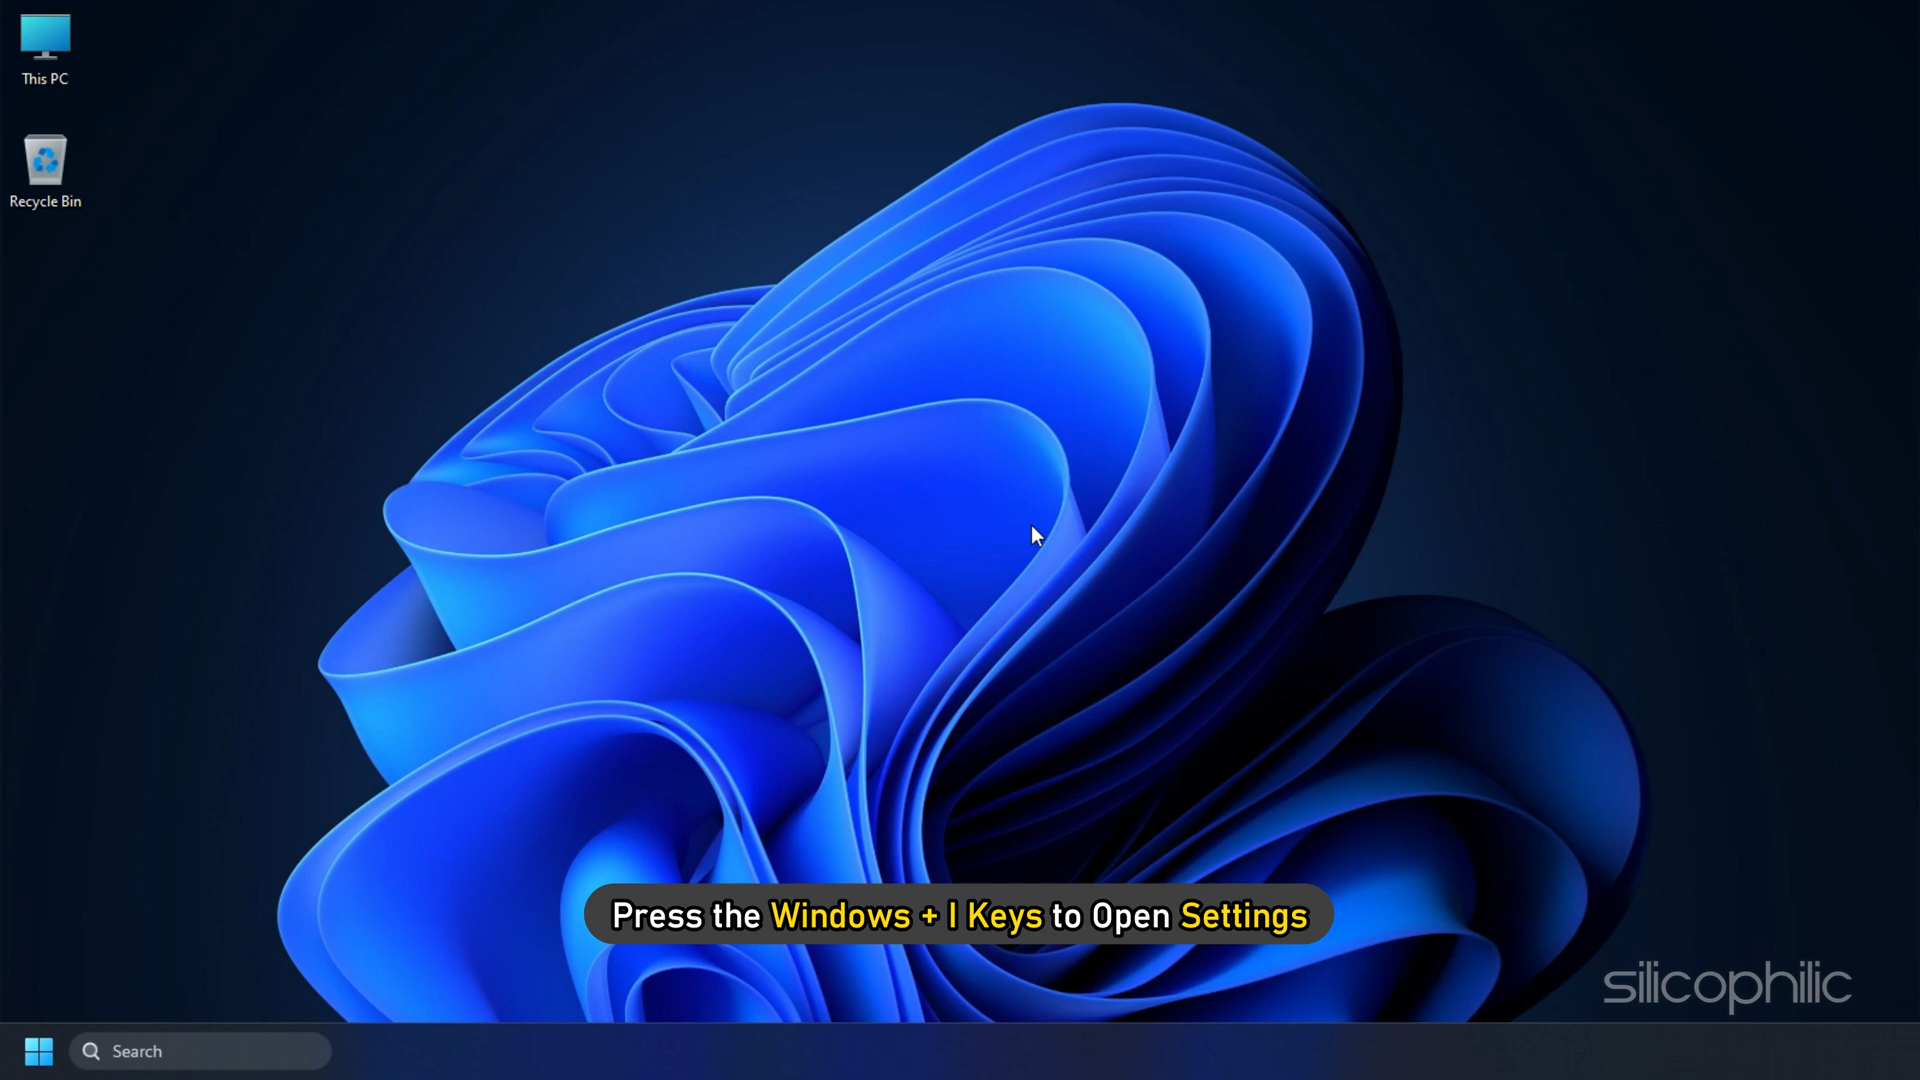 This PC
Recycle Bin
Press the Windows + I Keys to Open Settings
silicophilic
Search